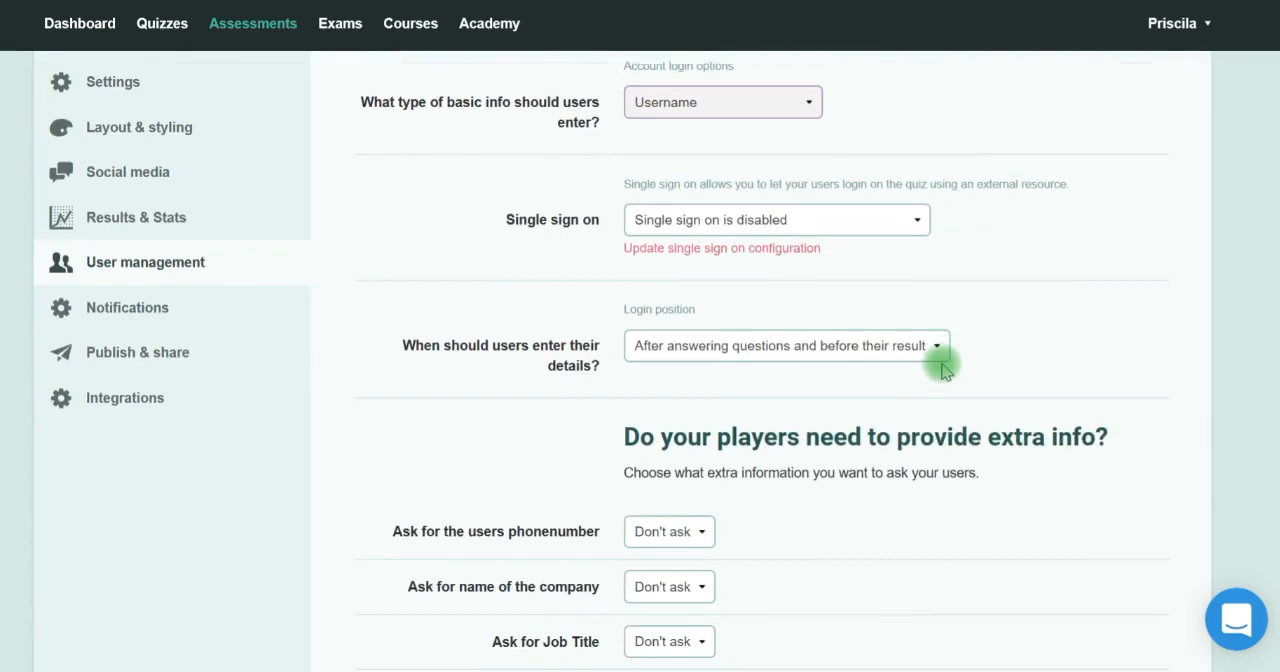 Dashboard Quizzes Assessments Exams Courses Academy Priscila
Settings
Layout & styling
Social media
Results & Stats
User management
Notifications
Publish & share
Integrations
Account login options
What type of basic info should users
enter?
Username
Single sign on allows you to let your users login on the quiz using an external resource.
Single sign on
Single sign on is disabled
Update single sign on configuration
Login position
When should users enter their
details?
After answering questions and before their result
Do your players need to provide extra info?
Choose what extra information you want to ask your users.
Ask for the users phonenumber Don't ask
Ask for name of the company Don't ask
Ask for Job Title Don't ask